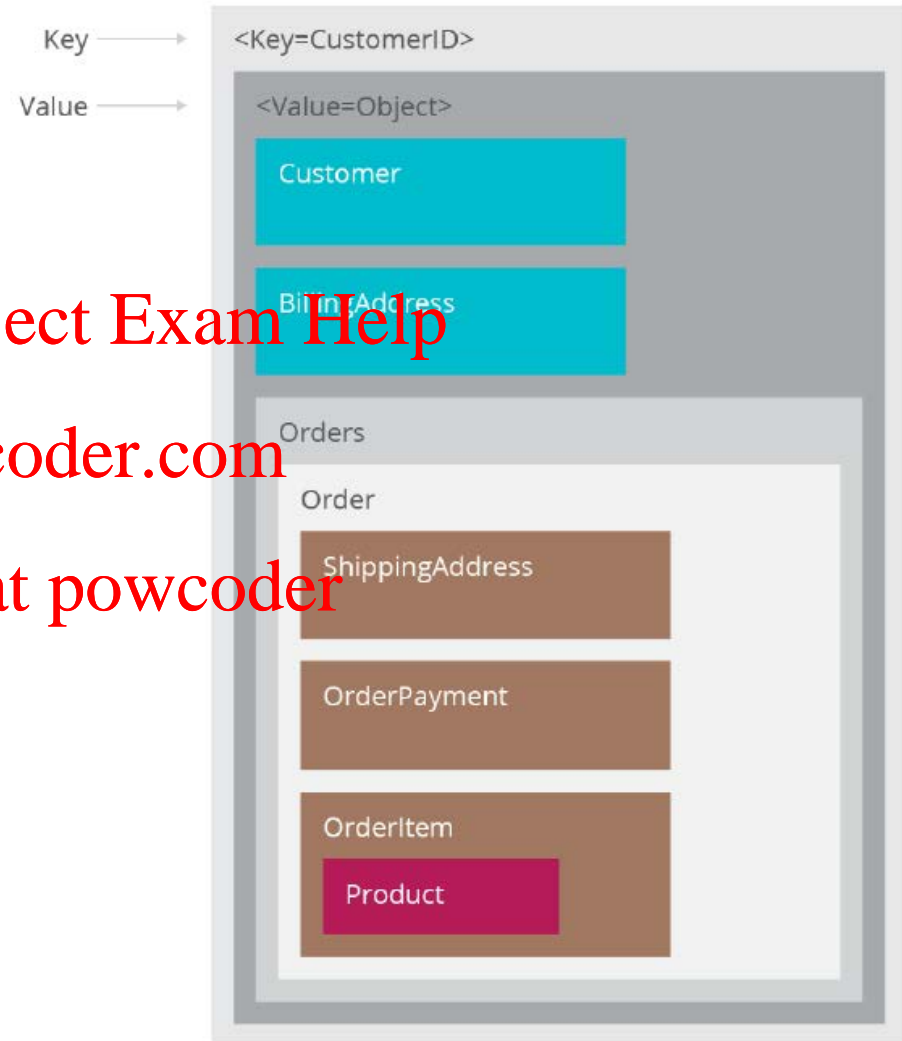 Key
<Key=CustomerID>
Value
<Value=Object>
Customer
BillingAddress
ect Exam Help
Orders
coder.com
Order
ShippingAddress
at powcoder
OrderPayment
OrderItem
Product